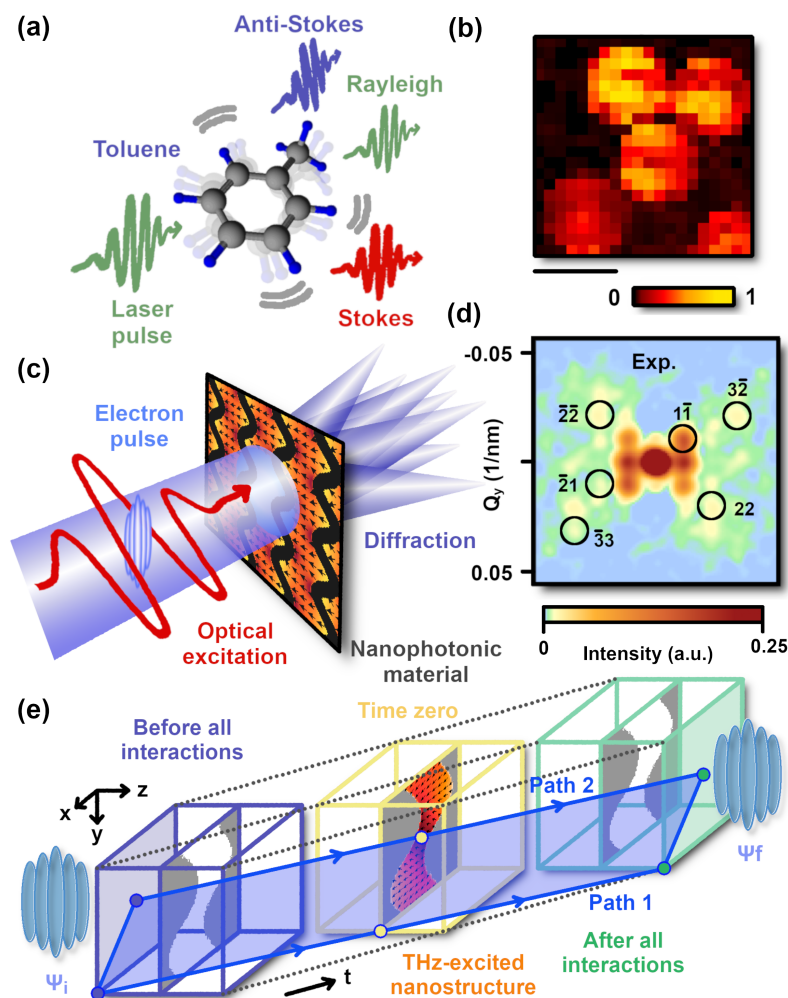 (a)
Anti-Stokes
Rayleigh
Toluene
Laser
pulse
Stokes
(b)
0
1
(c)
Electron
pulse
Diffraction
Optical
excitation
Nanophotonic
material
(d)
-0.05
Exp.
Q_y (1/nm)
0.05
2̅2̅
11̅
32̅
2̅1
22
3̅3
0
0.25
Intensity (a.u.)
(e)
Before all
interactions
Time zero
x
z
y
Path 2
Path 1
Ψi
Ψf
t
THz-excited
nanostructure
After all
interactions